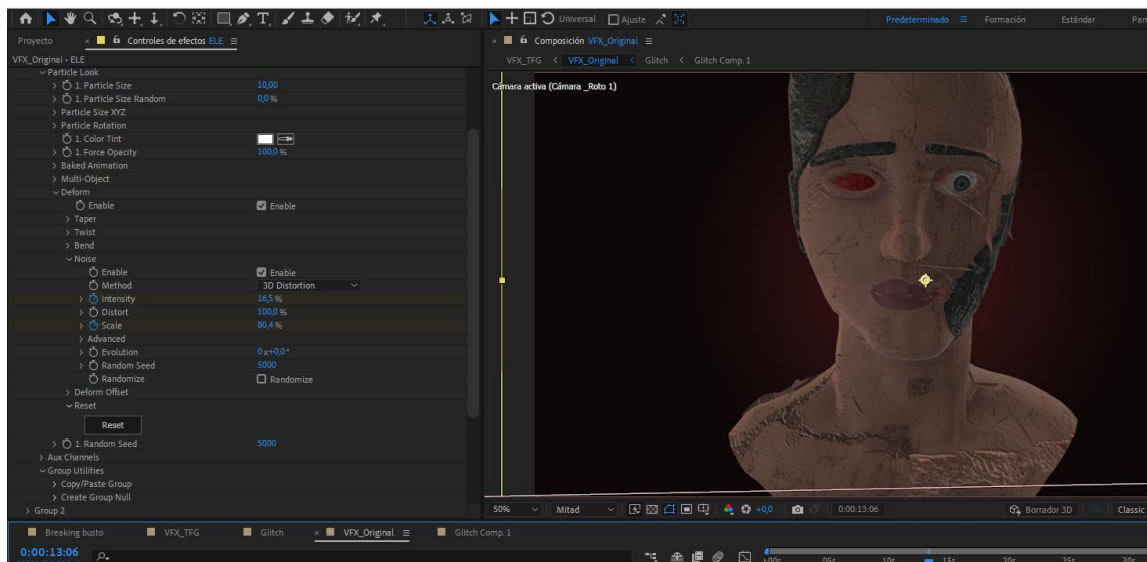 Universal Ajuste Predeterminado Formación Estándar Pan
Proyecto Controles de efectos ELE
VFX_Original • ELE
Particle Look
1. Particle Size 10,00
1. Particle Size Random 0,0 %
Particle Size XYZ
Particle Rotation
1. Color Tint
1. Force Opacity 100,0 %
Baked Animation
Multi-Object
Deform
Enable Enable
Taper
Twist
Bend
Noise
Enable Enable
Method 3D Distortion
Intensity 16,5 %
Distort 100,0 %
Scale 80,4 %
Advanced
Evolution 0x+0,0°
Random Seed 5000
Randomize Randomize
Deform Offset
Reset
Reset
1. Random Seed 5000
Aux Channels
Group Utilities
Copy/Paste Group
Create Group Null
Group 2
Composición VFX_Original
VFX_TFG VFX_Original Glitch Glitch Comp. 1
Cámara activa (Cámara _Roto 1)
50% Mitad +0,0 0:00:13:06 Borrador 3D Classic
Breaking busto VFX_TFG Glitch VFX_Original Glitch Comp. 1
0:00:13:06
05s 10s 15s 20s 25s 30s